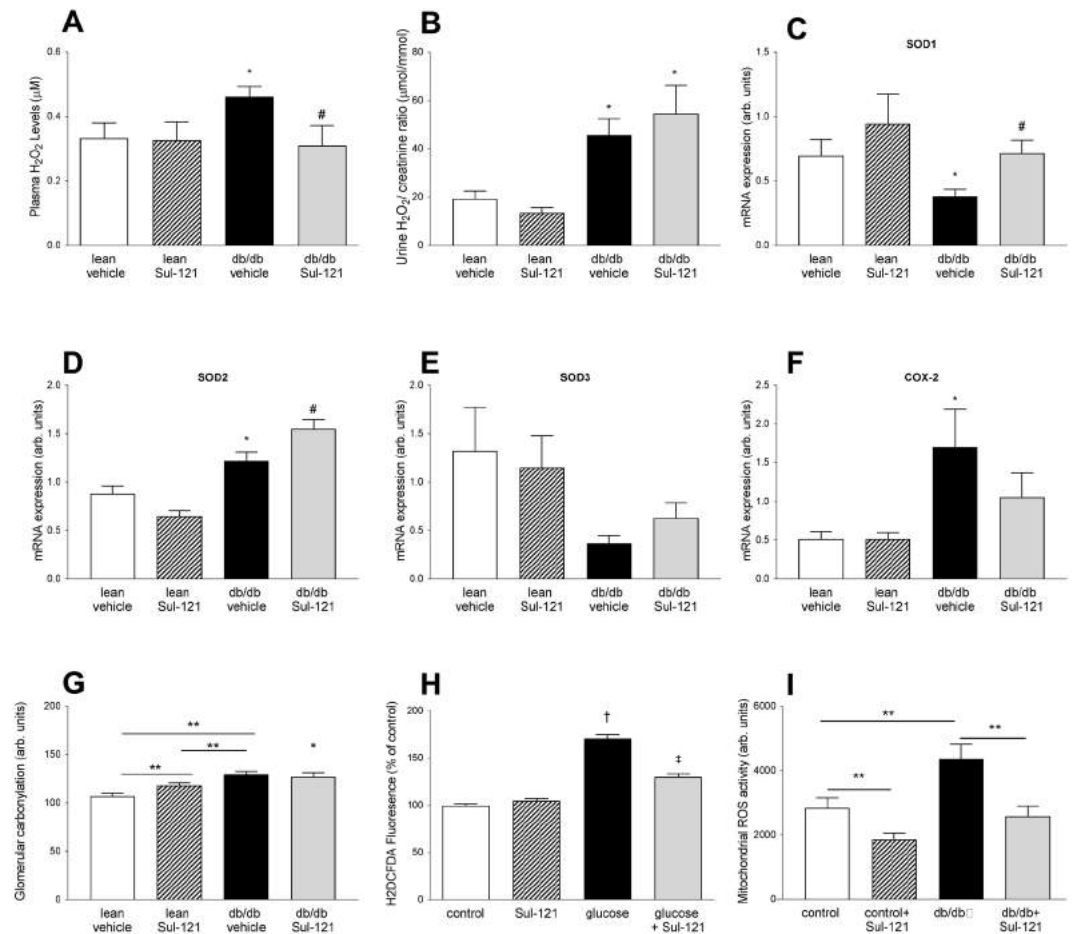 A
Plasma H₂O₂ Levels (μM)
0.6
0.4
0.2
0.0
*
#
lean
vehicle
lean
Sul-121
db/db
vehicle
db/db
Sul-121
B
Urine H₂O₂/ creatinine ratio (μmol/mmol)
80
60
40
20
0
*
*
lean
vehicle
lean
Sul-121
db/db
vehicle
db/db
Sul-121
C
SOD1
mRNA expression (arb. units)
1.5
1.0
0.5
0.0
*
#
lean
vehicle
lean
Sul-121
db/db
vehicle
db/db
Sul-121
D
SOD2
mRNA expression (arb. units)
2.0
1.5
1.0
0.5
0.0
*
#
lean
vehicle
lean
Sul-121
db/db
vehicle
db/db
Sul-121
E
SOD3
mRNA expression (arb. units)
2.0
1.5
1.0
0.5
0.0
lean
vehicle
lean
Sul-121
db/db
vehicle
db/db
Sul-121
F
COX-2
mRNA expression (arb. units)
2.5
2.0
1.5
1.0
0.5
0.0
*
lean
vehicle
lean
Sul-121
db/db
vehicle
db/db
Sul-121
G
Glomerular carbonylation (arb. units)
200
150
100
50
0
**
**
**
*
lean
vehicle
lean
Sul-121
db/db
vehicle
db/db
Sul-121
H
H2DCFDA Fluoresence (% of control)
200
150
100
50
0
†
‡
control
Sul-121
glucose
glucose
+ Sul-121
I
Mitochondrial ROS activity (arb. units)
6000
4000
2000
0
**
**
**
control
control+
Sul-121
db/db□
db/db+
Sul-121